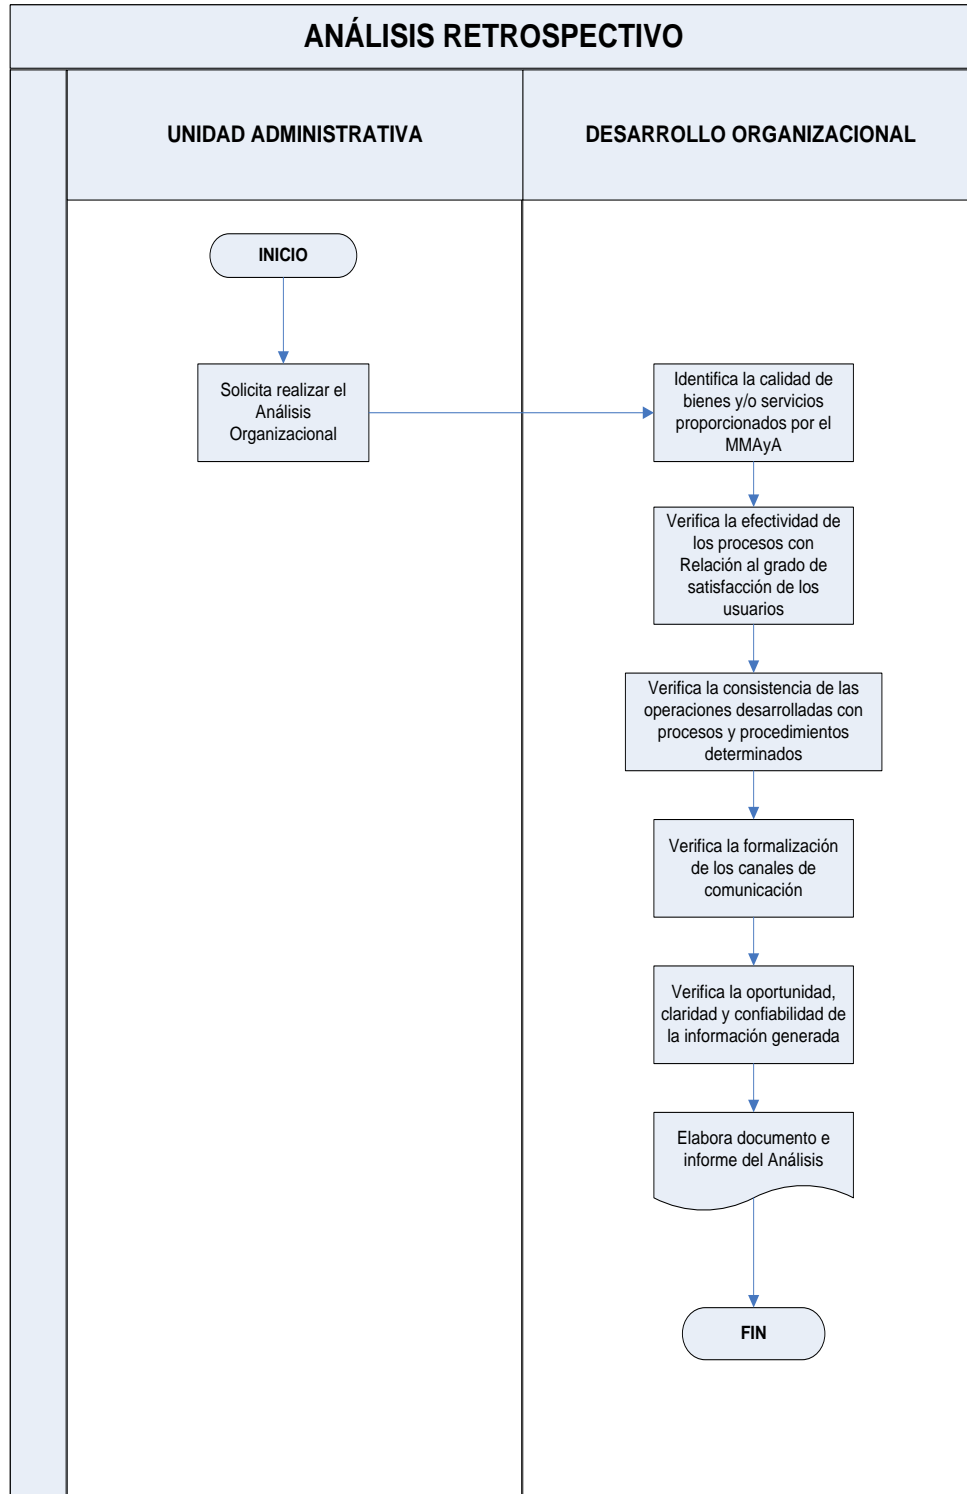 ANÁLISIS RETROSPECTIVO
UNIDAD ADMINISTRATIVA
DESARROLLO ORGANIZACIONAL
INICIO
Solicita realizar el
Análisis
Organizacional
Identifica la calidad de
bienes y/o servicios
proporcionados por el
MMAyA
Verifica la efectividad de
los procesos con
Relación al grado de
satisfacción de los
usuarios
Verifica la consistencia de las
operaciones desarrolladas con
procesos y procedimientos
determinados
Verifica la formalización
de los canales de
comunicación
Verifica la oportunidad,
claridad y confiabilidad de
la información generada
Elabora documento e
informe del Análisis
FIN